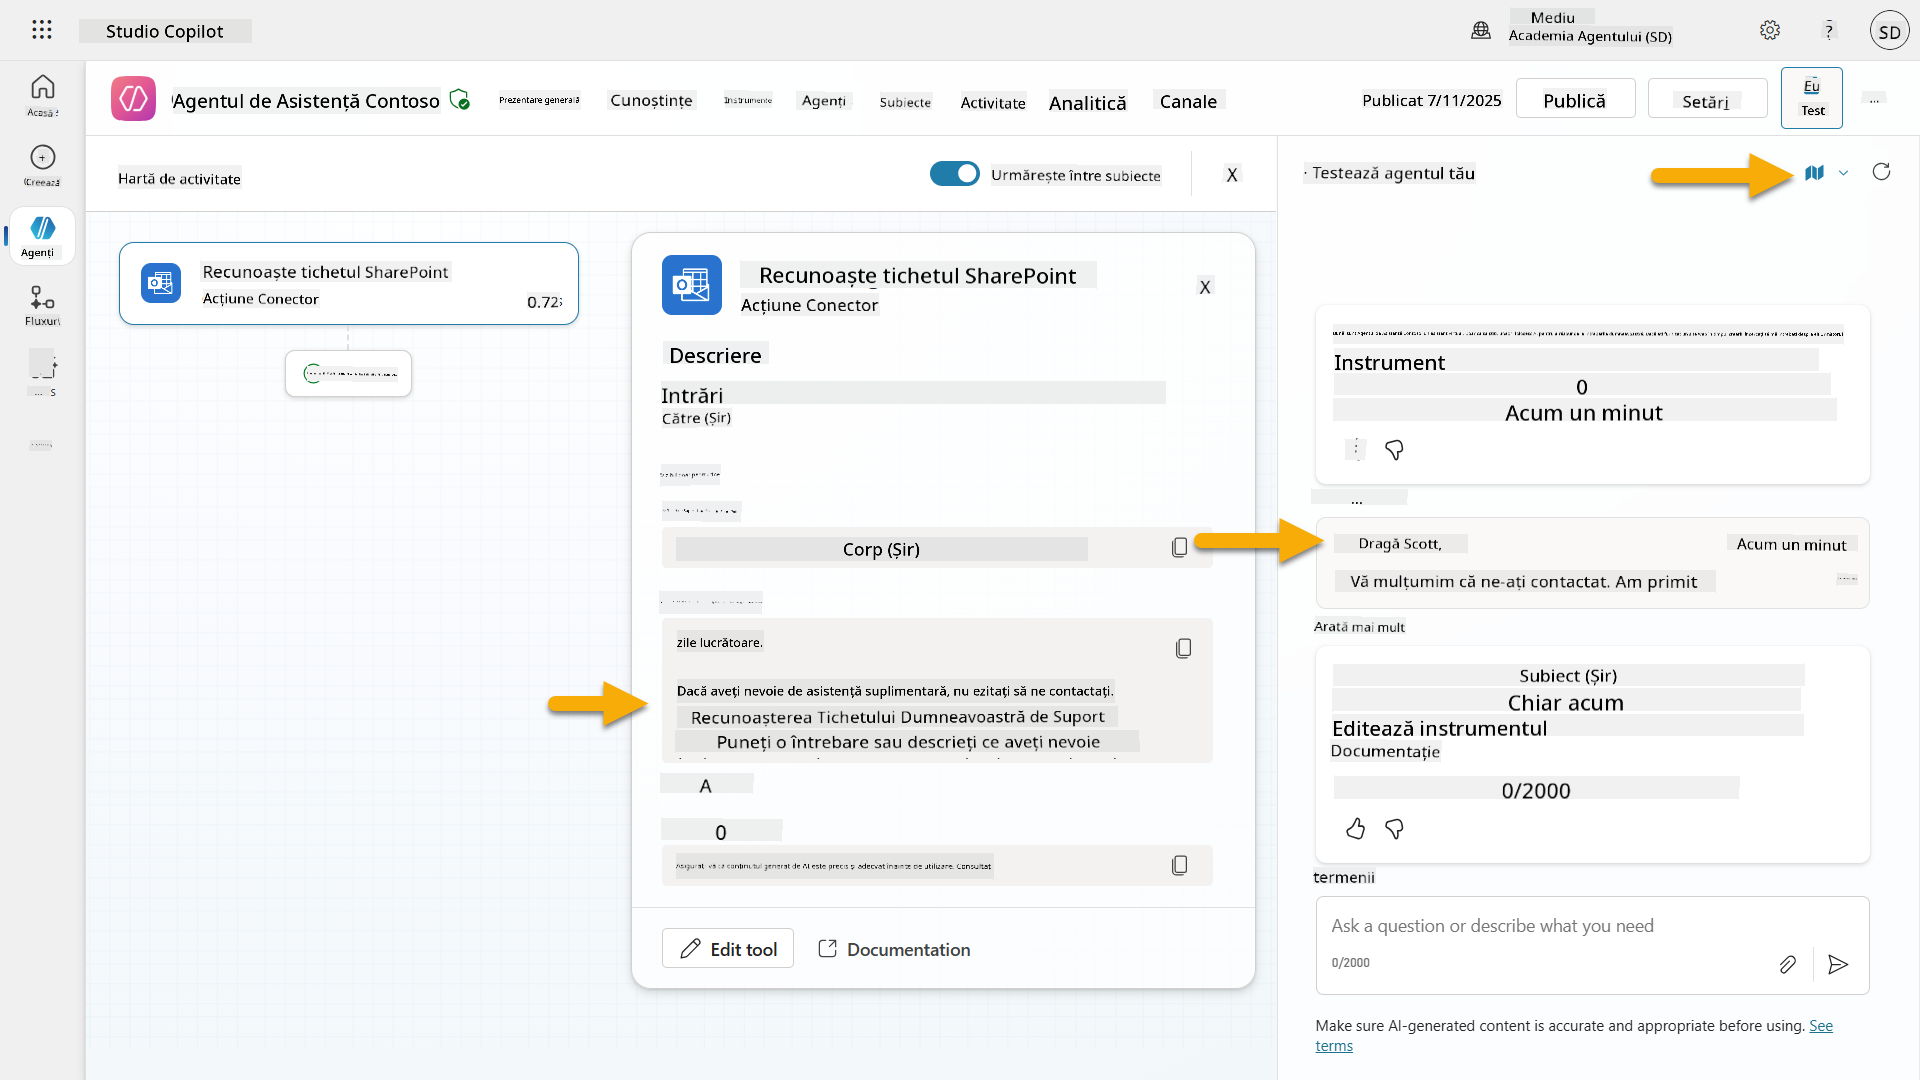 Studio Copilot
Mediu
Academia Agentului (SD)
?
SD
Acasă
Agentul de Asistență Contoso
Prezentare generală
Cunoștințe
Instrumente
Agenți
Subiecte
Activitate
Analitică
Canale
Publicat 7/11/2025
Publică
Setări
Eu
Test
...
Creează
Agenți
Fluxuri
... S
Hartă de activitate
Urmărește între subiecte
X
Recunoaște tichetul SharePoint
Acțiune Conector
0.72s
Recunoaște tichetul SharePoint
Acțiune Conector
X
Descriere
Intrări
Către (Șir)
Corp (Șir)
zile lucrătoare.
Dacă aveți nevoie de asistență suplimentară, nu ezitați să ne contactați.
Recunoașterea Tichetului Dumneavoastră de Suport
Puneți o întrebare sau descrieți ce aveți nevoie
A
0
Asigurați-vă că conținutul generat de AI este precis și adecvat înainte de utilizare. Consultați
Edit tool
Documentation
Testează agentul tău
Instrument
0
Acum un minut
...
Dragă Scott,
Acum un minut
Vă mulțumim că ne-ați contactat. Am primit
Arată mai mult
Subiect (Șir)
Chiar acum
Editează instrumentul
Documentație
0/2000
termenii
Ask a question or describe what you need
0/2000
Make sure AI-generated content is accurate and appropriate before using. See
terms